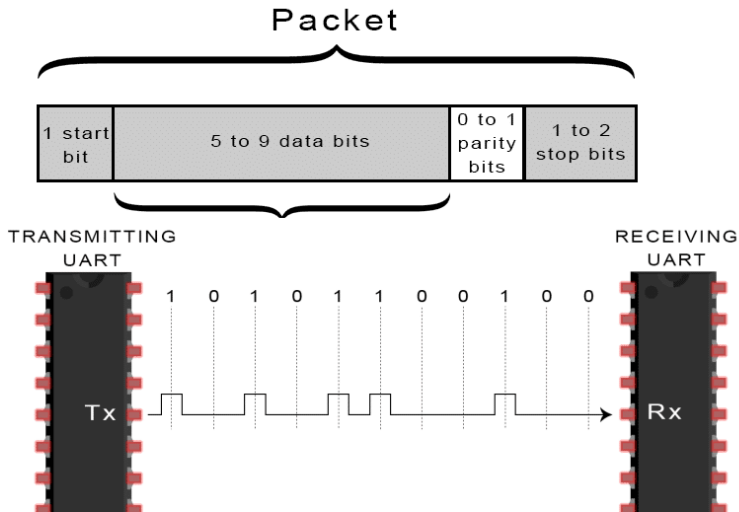 Packet
1 start
bit
5 to 9 data bits
0 to 1
parity
bits
1 to 2
stop bits
TRANSMITTING
UART
RECEIVING
UART
1 0 1 0 1 1 0 0 1 0 0
Tx
Rx